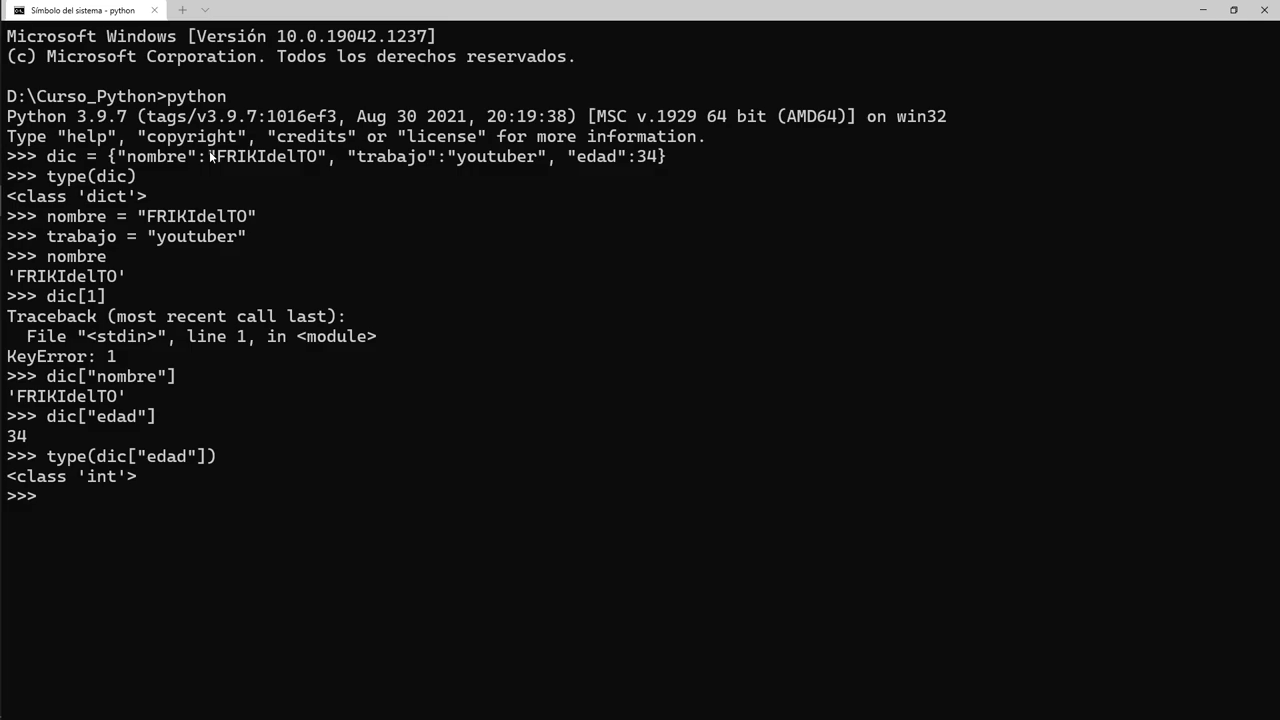 Símbolo del sistema - python
Microsoft Windows [Versión 10.0.19042.1237]
(c) Microsoft Corporation. Todos los derechos reservados.
D:\Curso_Python>python
Python 3.9.7 (tags/v3.9.7:1016ef3, Aug 30 2021, 20:19:38) [MSC v.1929 64 bit (AMD64)] on win32
Type "help", "copyright", "credits" or "license" for more information.
>>> dic = {"nombre":"FRIKIdelTO", "trabajo":"youtuber", "edad":34}
>>> type(dic)
<class 'dict'>
>>> nombre = "FRIKIdelTO"
>>> trabajo = "youtuber"
>>> nombre
'FRIKIdelTO'
>>> dic[1]
Traceback (most recent call last):
  File "<stdin>", line 1, in <module>
KeyError: 1
>>> dic["nombre"]
'FRIKIdelTO'
>>> dic["edad"]
34
>>> type(dic["edad"])
<class 'int'>
>>>